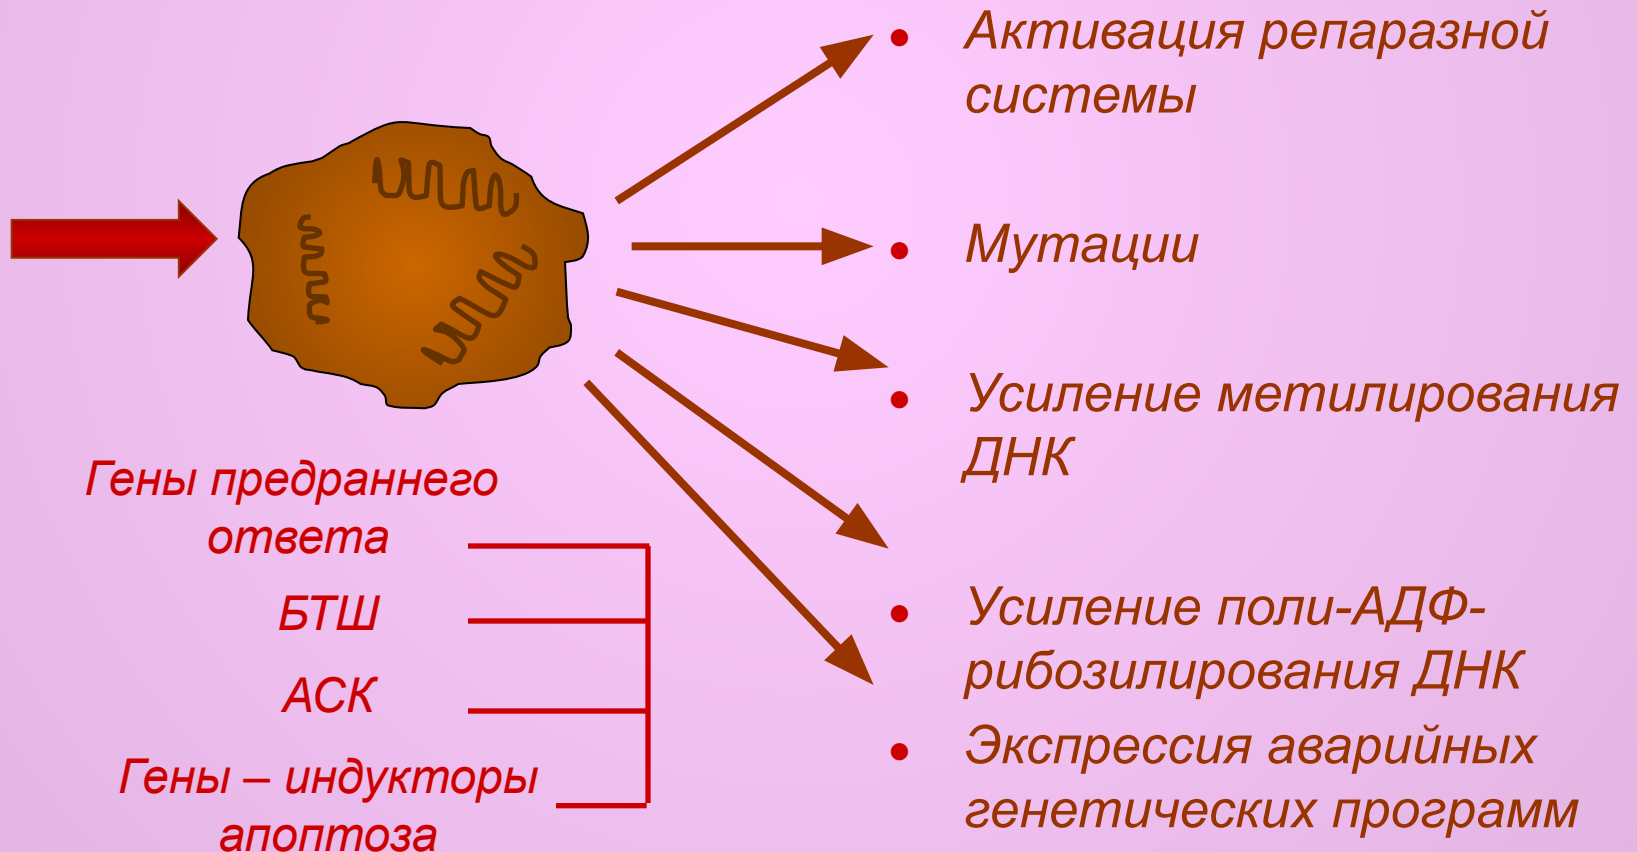 Активация репаразной
системы
Мутации
Усиление метилирования
ДНК
Усиление поли-АДФ-
рибозилирования ДНК
Экспрессия аварийных
генетических программ
Гены предраннего
ответа
БТШ
АСК
Гены – индукторы
апоптоза